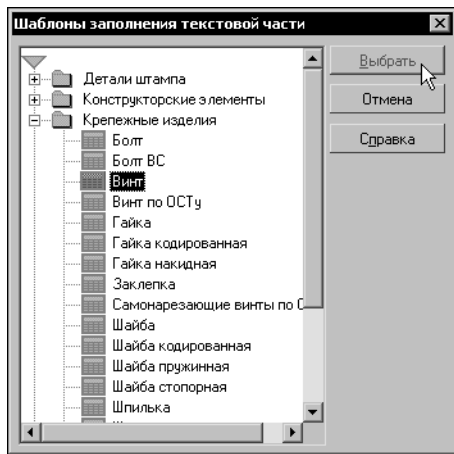 Шаблоны заполнения текстовой части
Выбрать
Детали штампа
Конструкторские элементы
Отмена
Крепежные изделия
Болт
Справка
Болт ВС
Винт
Винт по ОСТу
Гайка
Гайка кодированная
Гайка накидная
Заклепка
Самонарезающие винты по О
Шайба
Шайба кодированная
Шайба пружинная
Шайба стопорная
Шпилька